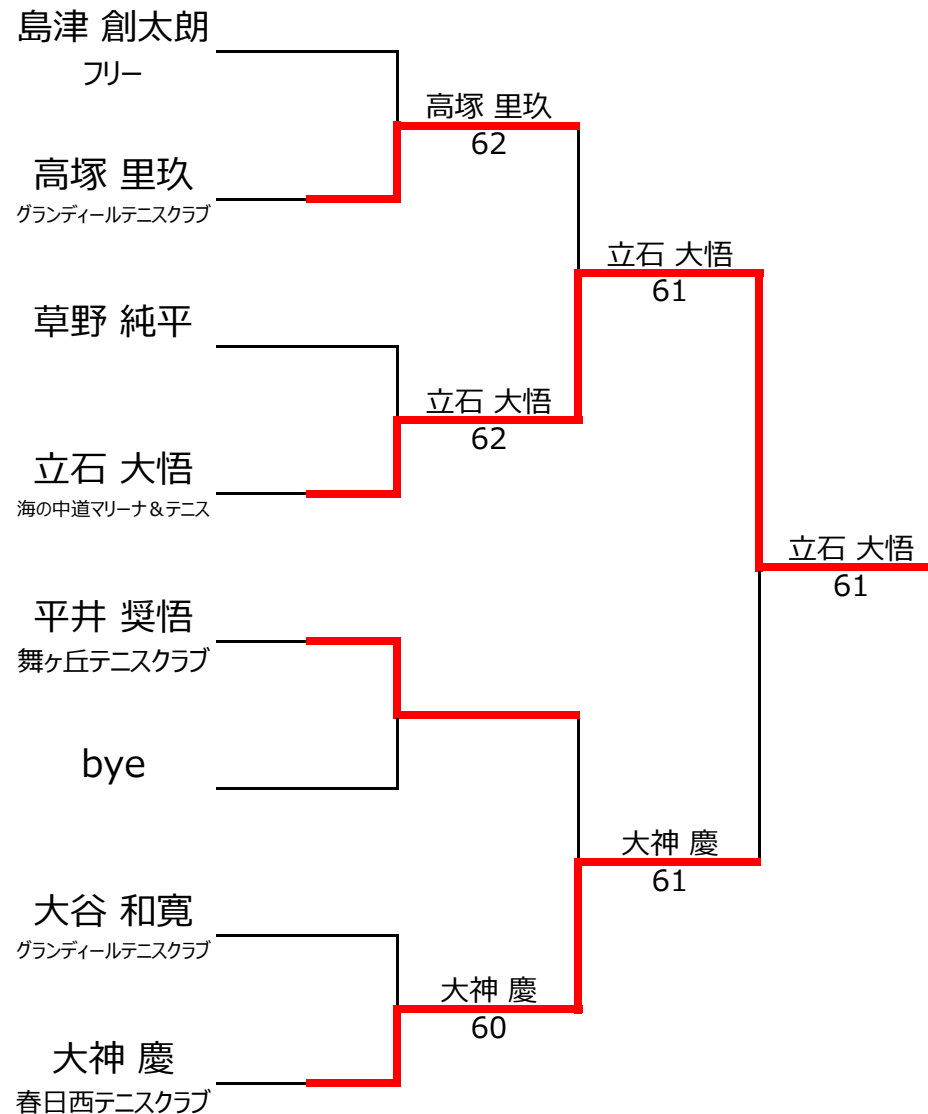 島津 創太朗
フリー
高塚 里玖
62
高塚 里玖
グランディールテニスクラブ
立石 大悟
61
草野 純平
立石 大悟
62
立石 大悟
海の中道マリーナ&テニス
立石 大悟
61
平井 奨悟
舞ヶ丘テニスクラブ
bye
大神 慶
61
大谷 和寛
グランディールテニスクラブ
大神 慶
60
大神 慶
春日西テニスクラブ